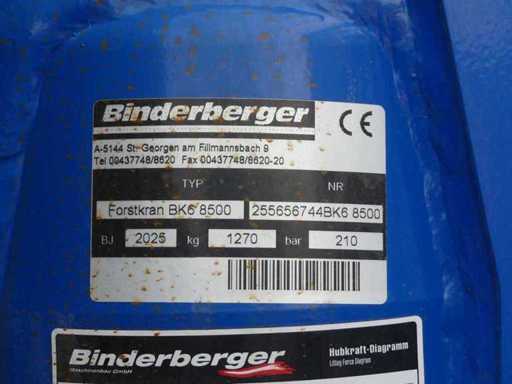 Binderberger
CE
A-5144 St. Georgen am Fillmannsbach 9
Tel 00437748/8620 Fax 00437748/8620-20
TYP NR
Forstkran BK6 8500 255656744BK6 8500
BJ 2025 kg 1270 bar 210
Binderberger
Maschinenbau GmbH
Hubkraft-Diagramm
Lifting Force Diagram